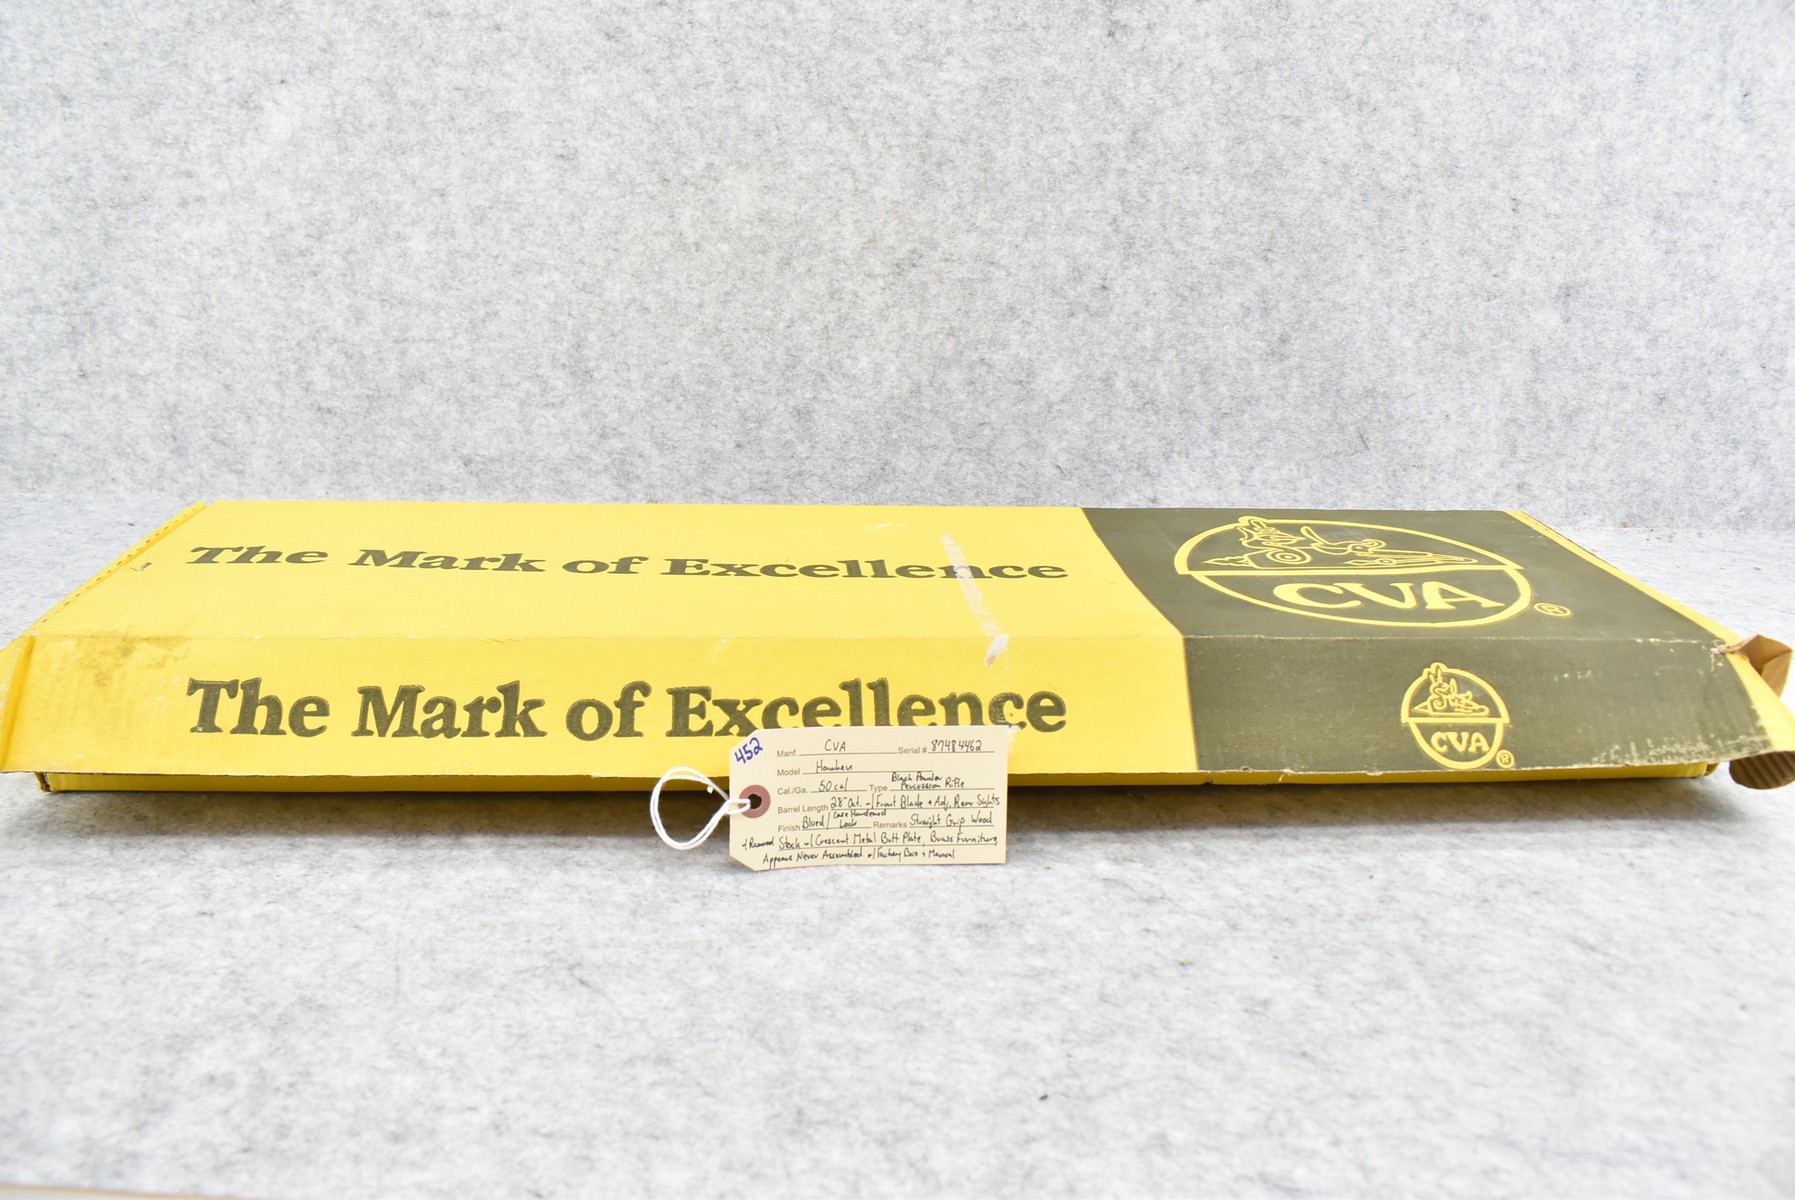 The Mark of Excellence
CVA ®
The Mark of Excellence
CVA ®
452
Manf. CVA Serial # 87484462
Model Hawken
Cal./Ga. 50 cal Type Black Powder Percussion Rifle
Barrel Length 28" Oct. w/ Front Blade + Adj. Rear Sights
Finish Blued / Case Hardened Lock Remarks Straight Grip Wood
Stock w/ Crescent Metal Butt Plate, Brass Furniture,
Appears Never Assembled w/ Factory Box + Manual